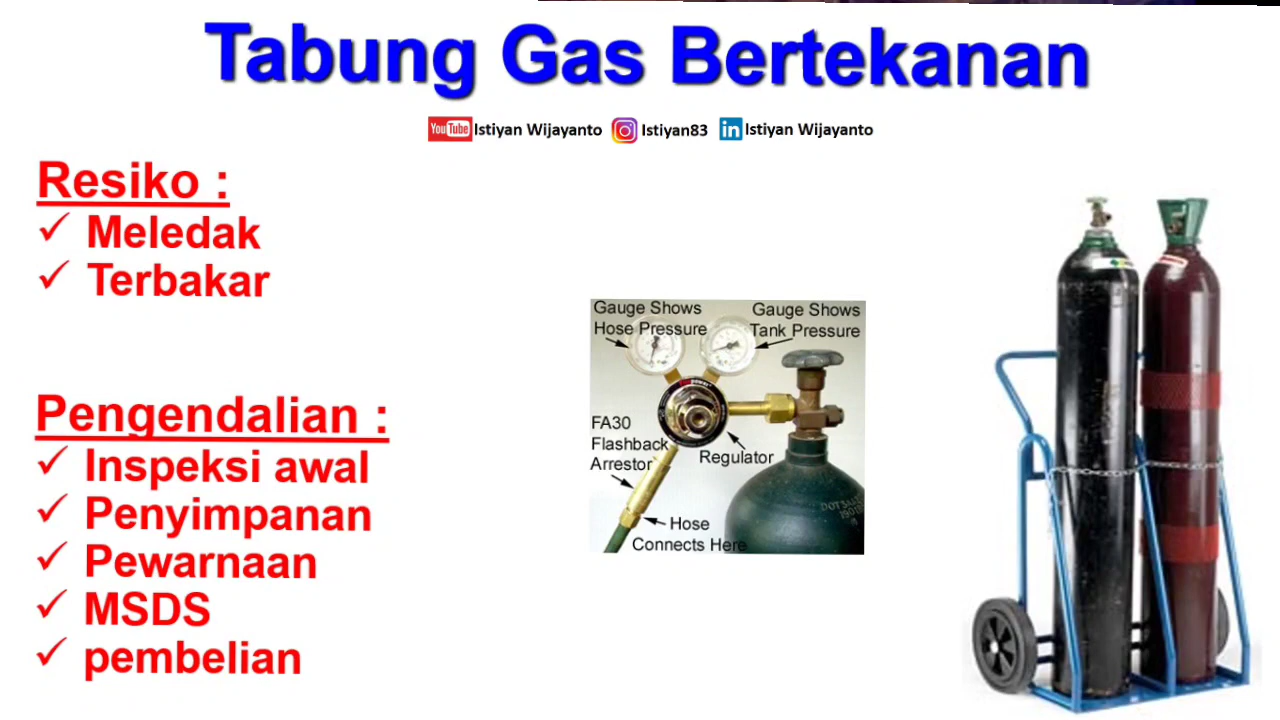 Tabung Gas Bertekanan
YouTube Istiyan Wijayanto Istiyan83 in Istiyan Wijayanto
Resiko :
✓ Meledak
✓ Terbakar
Pengendalian :
✓ Inspeksi awal
✓ Penyimpanan
✓ Pewarnaan
✓ MSDS
✓ pembelian
Gauge Shows
Hose Pressure
Gauge Shows
Tank Pressure
FA30
Flashback
Arrestor
Regulator
Hose
Connects Here